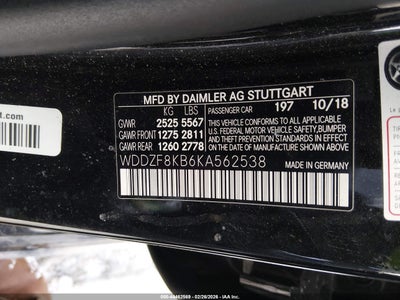 MFD BY DAIMLER AG STUTTGART
KG LBS
PASSENGER CAR 197 10/18
GVWR 2525 5567
GAWR FRONT 1275 2811
GAWR REAR 1260 2778
THIS VEHICLE CONFORMS TO ALL APPLICABLE
U.S. FEDERAL MOTOR VEHICLE SAFETY, BUMPER
AND THEFT PREVENTION STANDARDS IN EFFECT
ON THE DATE OF MANUFACTURE SHOWN ABOVE.
WDDZF8KB6KA562538
MADE IN GERMANY
Le p